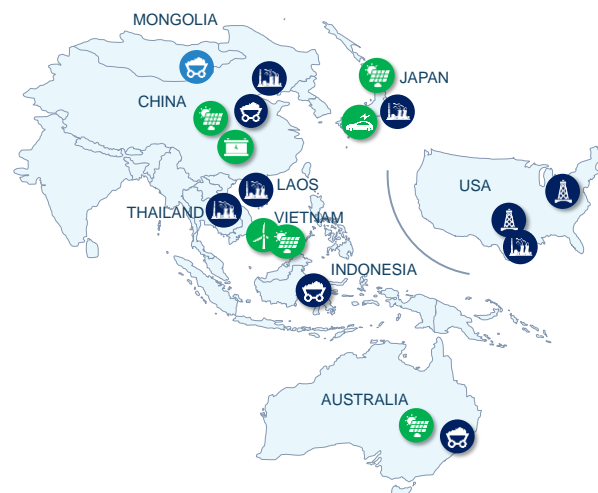 MONGOLIA
JAPAN
CHINA
USA
LAOS
THAILAND
VIETNAM
INDONESIA
AUSTRALIA